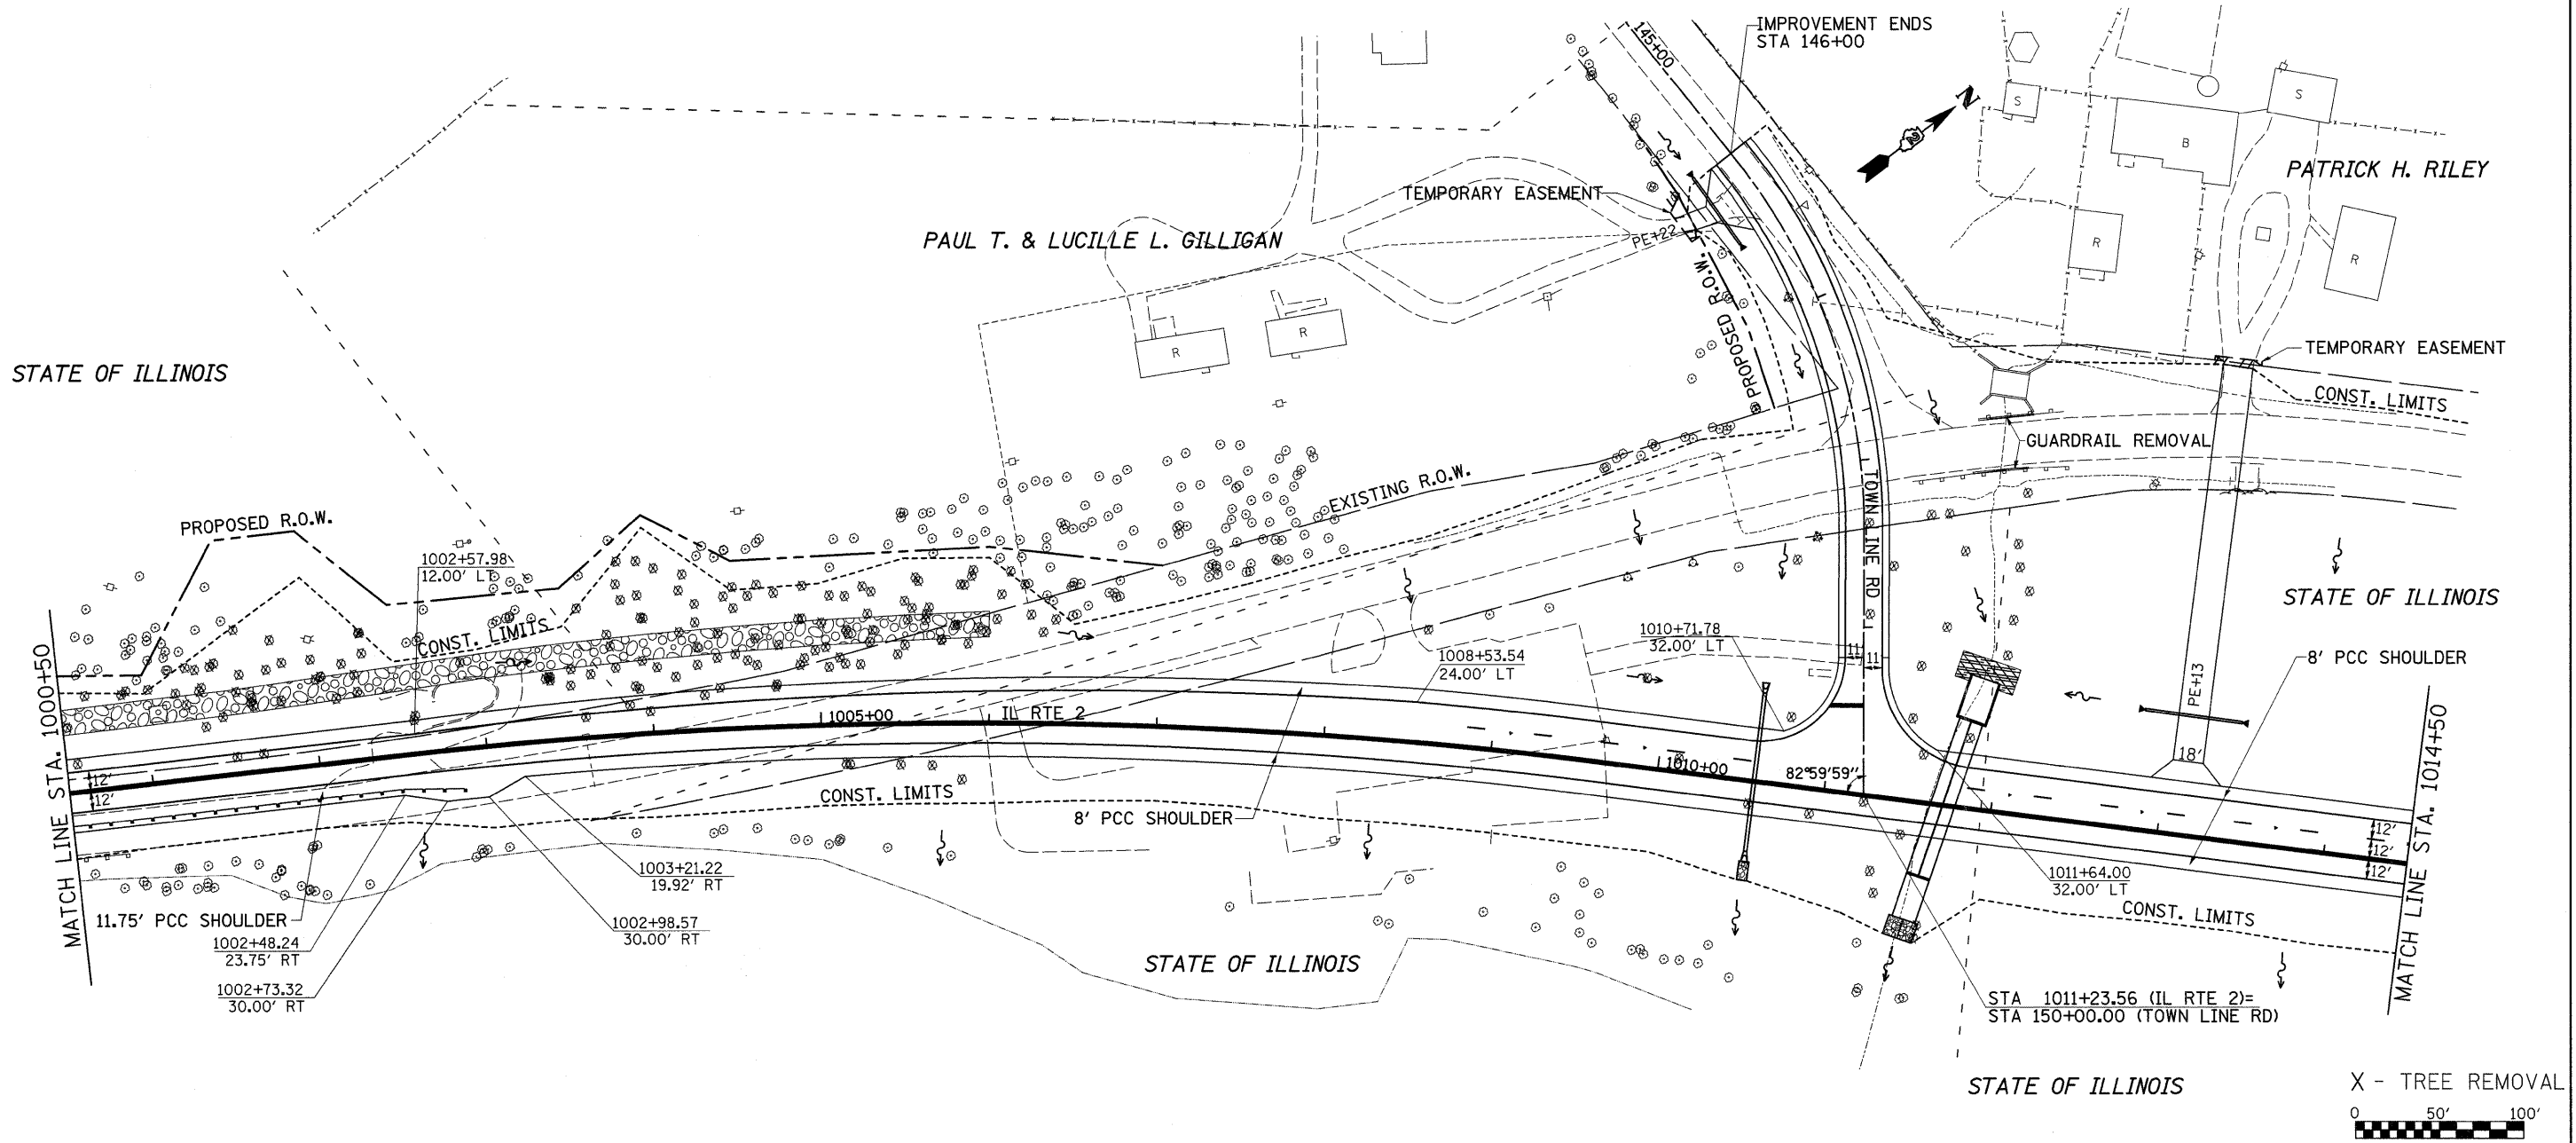 IMPROVEMENT ENDS
STA 146+00
145+00
N
2
S
S
B
PATRICK H. RILEY
R
R
TEMPORARY EASEMENT
PE+22
PAUL T. & LUCILLE L. GILLIGAN
PROPOSED R.O.W.
R
R
TEMPORARY EASEMENT
CONST. LIMITS
STATE OF ILLINOIS
GUARDRAIL REMOVAL
EXISTING R.O.W.
TOWN LINE RD
PROPOSED R.O.W.
1002+57.98
12.00' LT
CONST. LIMITS
STATE OF ILLINOIS
1010+71.78
32.00' LT
11'
11'
1008+53.54
24.00' LT
8' PCC SHOULDER
PE+13
18'
MATCH LINE STA. 1000+50
12'
12'
1005+00
IL RTE 2
1010+00
82°59'59"
CONST. LIMITS
8' PCC SHOULDER
12'
12'
12'
MATCH LINE STA. 1014+50
1003+21.22
19.92' RT
1011+64.00
32.00' LT
11.75' PCC SHOULDER
1002+98.57
30.00' RT
CONST. LIMITS
1002+48.24
23.75' RT
STATE OF ILLINOIS
1002+73.32
30.00' RT
STA 1011+23.56 (IL RTE 2)=
STA 150+00.00 (TOWN LINE RD)
STATE OF ILLINOIS
X - TREE REMOVAL
0 50' 100'